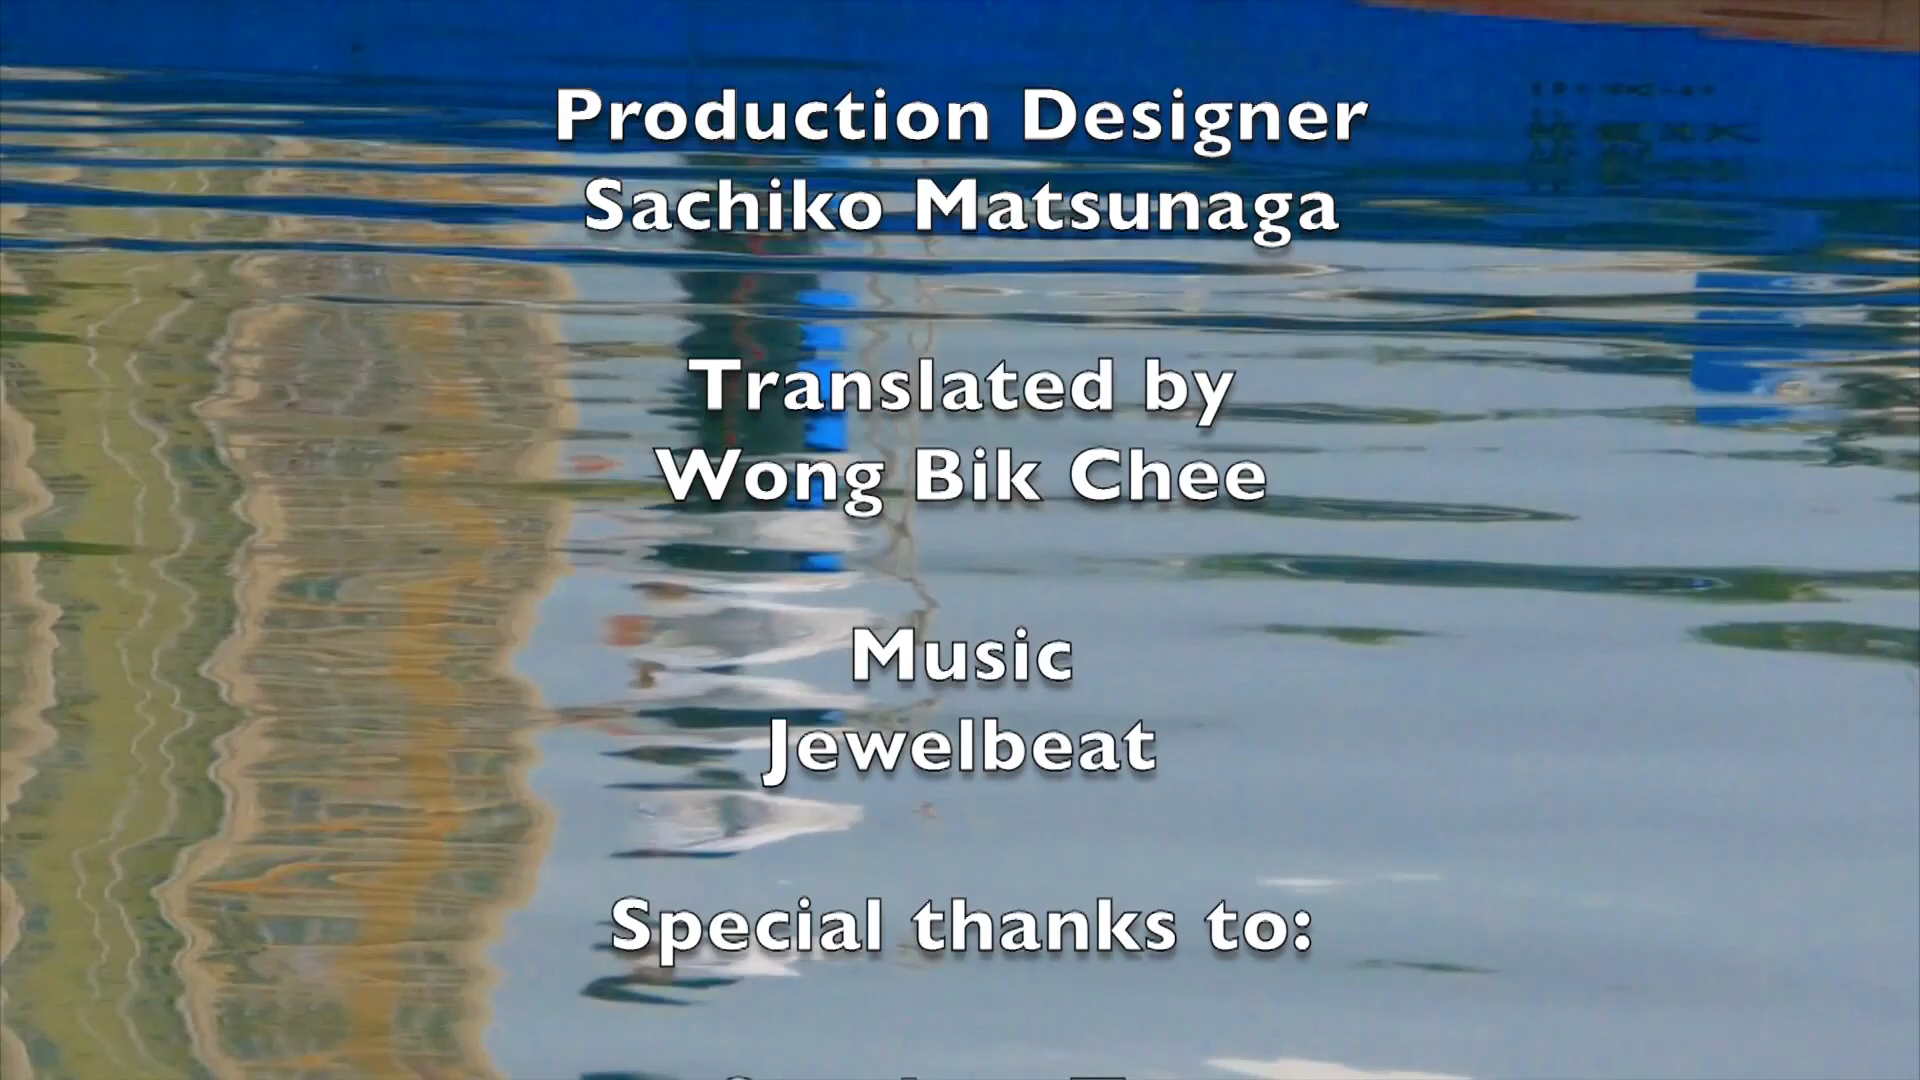 Production Designer
Sachiko Matsunaga
Translated by
Wong Bik Chee
Music
Jewelbeat
Special thanks to: